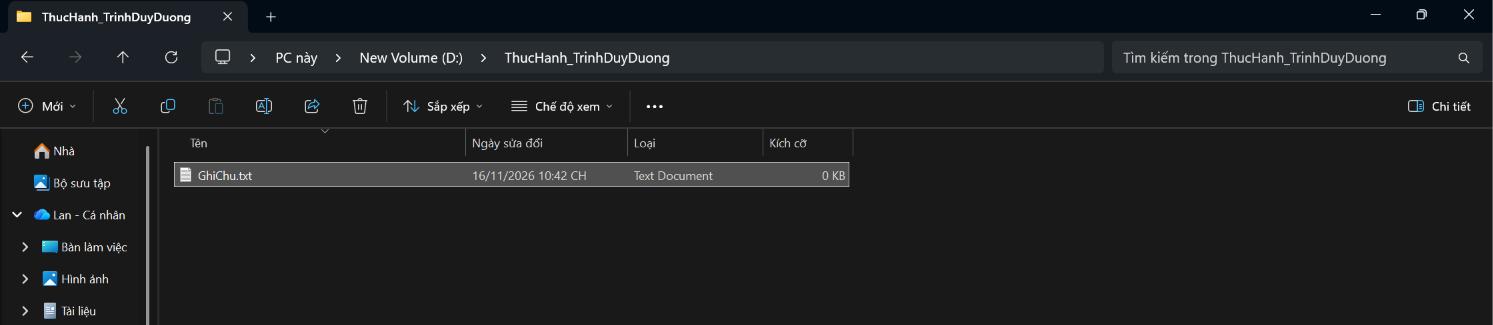 ThucHanh_TrinhDuyDuong
PC này > New Volume (D:) > ThucHanh_TrinhDuyDuong
Tìm kiếm trong ThucHanh_TrinhDuyDuong
Mới
Sắp xếp
Chế độ xem
Chi tiết
Nhà
Bộ sưu tập
Lan - Cá nhân
Bàn làm việc
Hình ảnh
Tài liệu
Tên Ngày sửa đổi Loại Kích cỡ
GhiChu.txt 16/11/2026 10:42 CH Text Document 0 KB